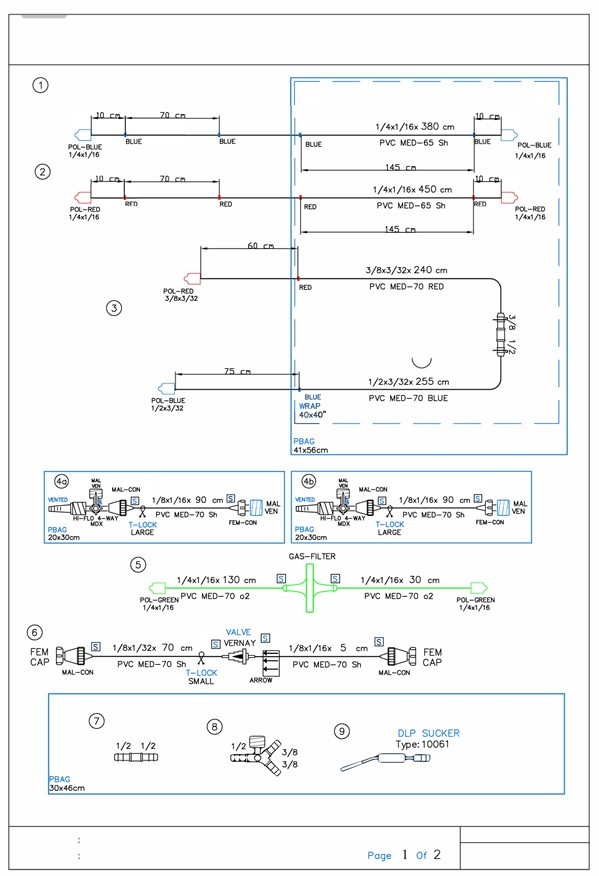 1
10 cm 70 cm 10 cm
1/4x1/16x 380 cm
BLUE BLUE BLUE BLUE
POL-BLUE
1/4x1/16
PVC MED-65 Sh
POL-BLUE
1/4x1/16
145 cm
2
10 cm 70 cm 10 cm
1/4x1/16x 450 cm
RED RED RED RED
POL-RED
1/4x1/16
PVC MED-65 Sh
POL-RED
1/4x1/16
145 cm
60 cm
3/8x3/32x 240 cm
POL-RED
3/8x3/32
RED
PVC MED-70 RED
3
3/8
1/2
75 cm
1/2x3/32x 255 cm
POL-BLUE
1/2x3/32
BLUE
PVC MED-70 BLUE
WRAP
40x40"
PBAG
41x56cm
4a
MAL
VEN
MAL-CON
VENTED
S 1/8x1/16x 90 cm S
MAL
VEN
HI-FLO 4-WAY
MDX
PVC MED-70 Sh
T-LOCK
LARGE
FEM-CON
PBAG
20x30cm
4b
MAL
VEN
MAL-CON
VENTED
S 1/8x1/16x 90 cm S
MAL
VEN
HI-FLO 4-WAY
MDX
PVC MED-70 Sh
T-LOCK
LARGE
FEM-CON
PBAG
20x30cm
5
GAS-FILTER
1/4x1/16x 130 cm S S 1/4x1/16x 30 cm
POL-GREEN
1/4x1/16
PVC MED-70 o2
PVC MED-70 o2
POL-GREEN
1/4x1/16
6
FEM
CAP
S
1/8x1/32x 70 cm
S
VALVE
VERNAY
S
1/8x1/16x 5 cm
S
FEM
CAP
MAL-CON
PVC MED-70 Sh
T-LOCK
SMALL
ARROW
PVC MED-70 Sh
MAL-CON
7
1/2 1/2
8
1/2
3/8
3/8
9
DLP SUCKER
Type: 10061
PBAG
30x46cm
:
:
Page 1 Of 2